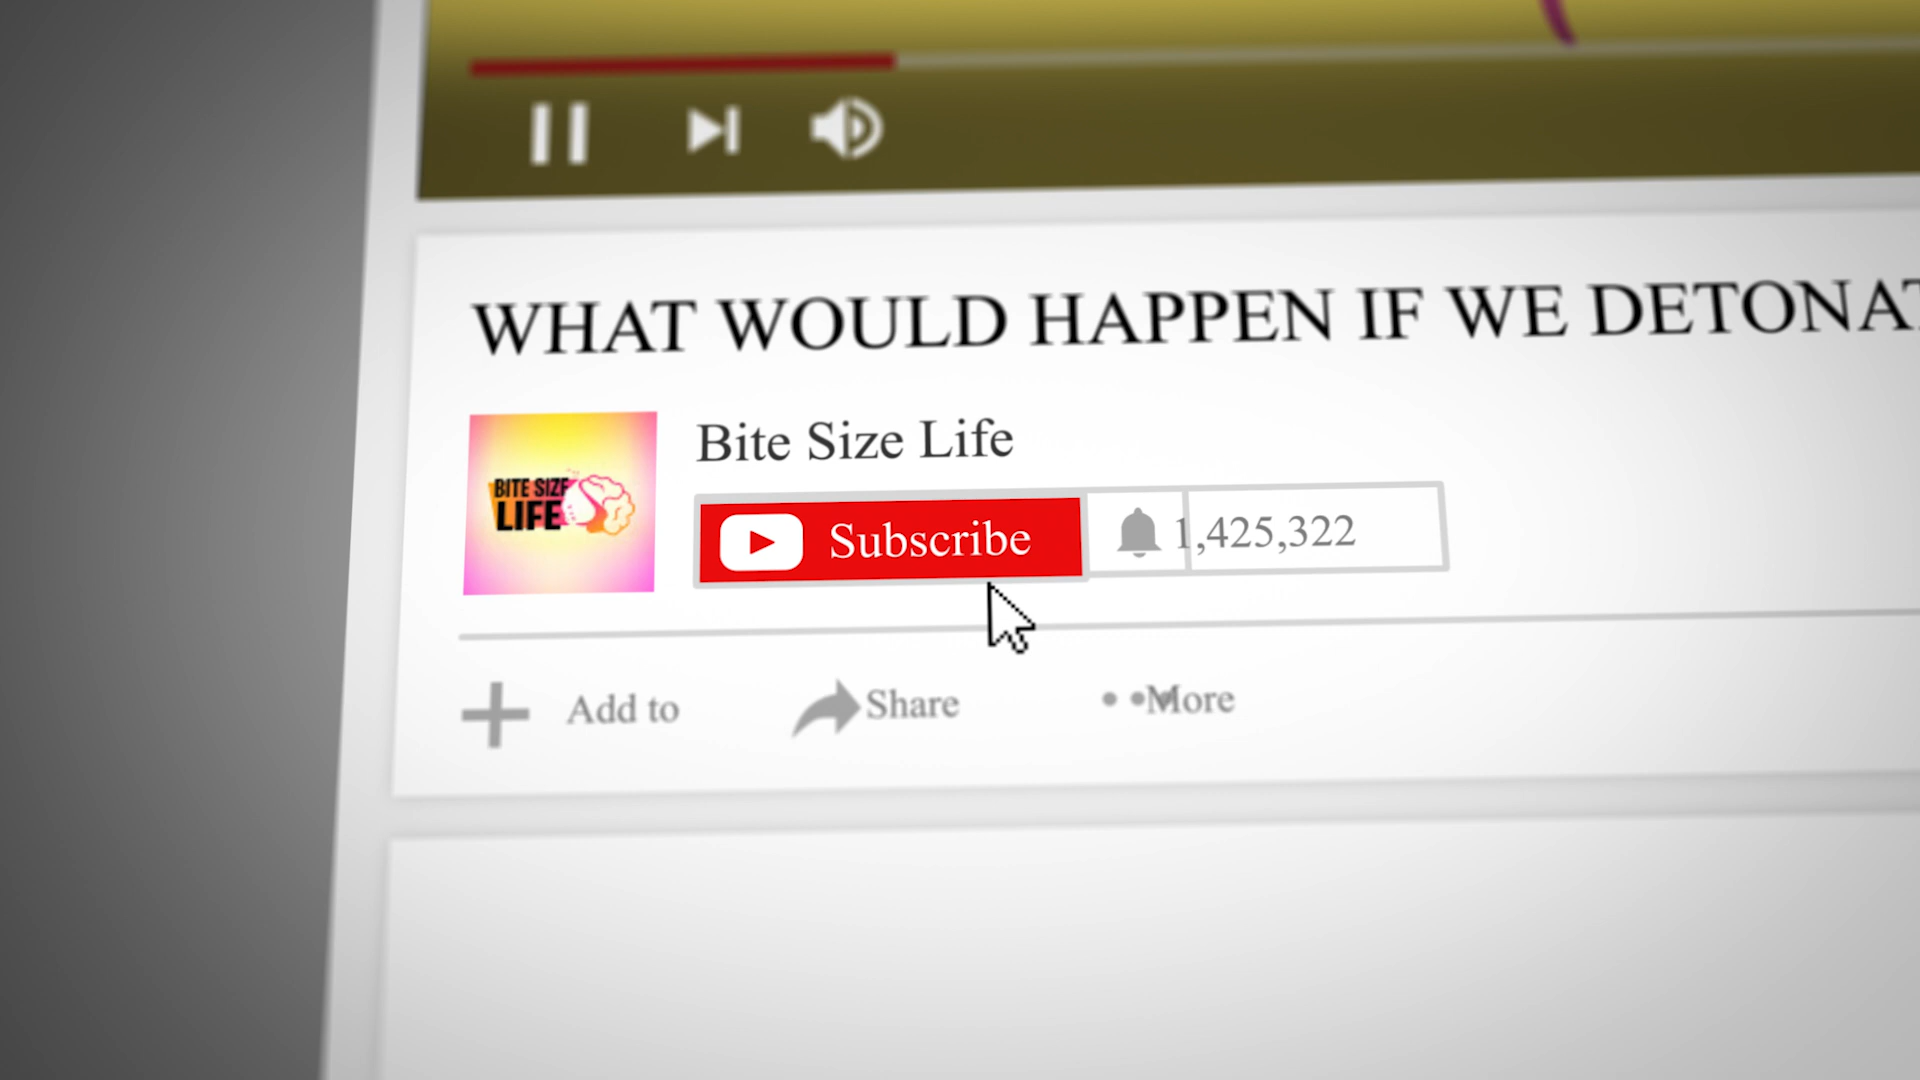 WHAT WOULD HAPPEN IF WE DETONAT
Bite Size Life
BITE SIZE
LIFE
Subscribe
1,425,322
Add to
Share
More